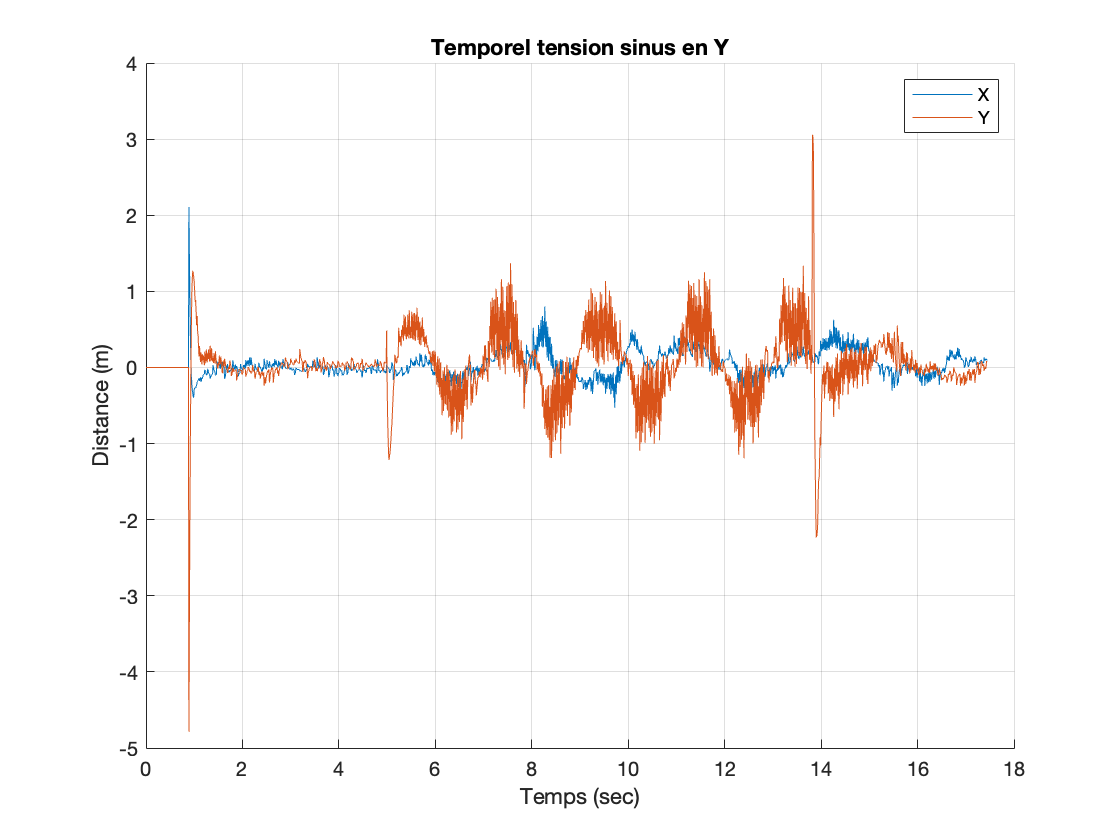 Temporel tension sinus en Y
X
Y
4
3
2
1
0
-1
-2
-3
-4
-5
Distance (m)
0 2 4 6 8 10 12 14 16 18
Temps (sec)